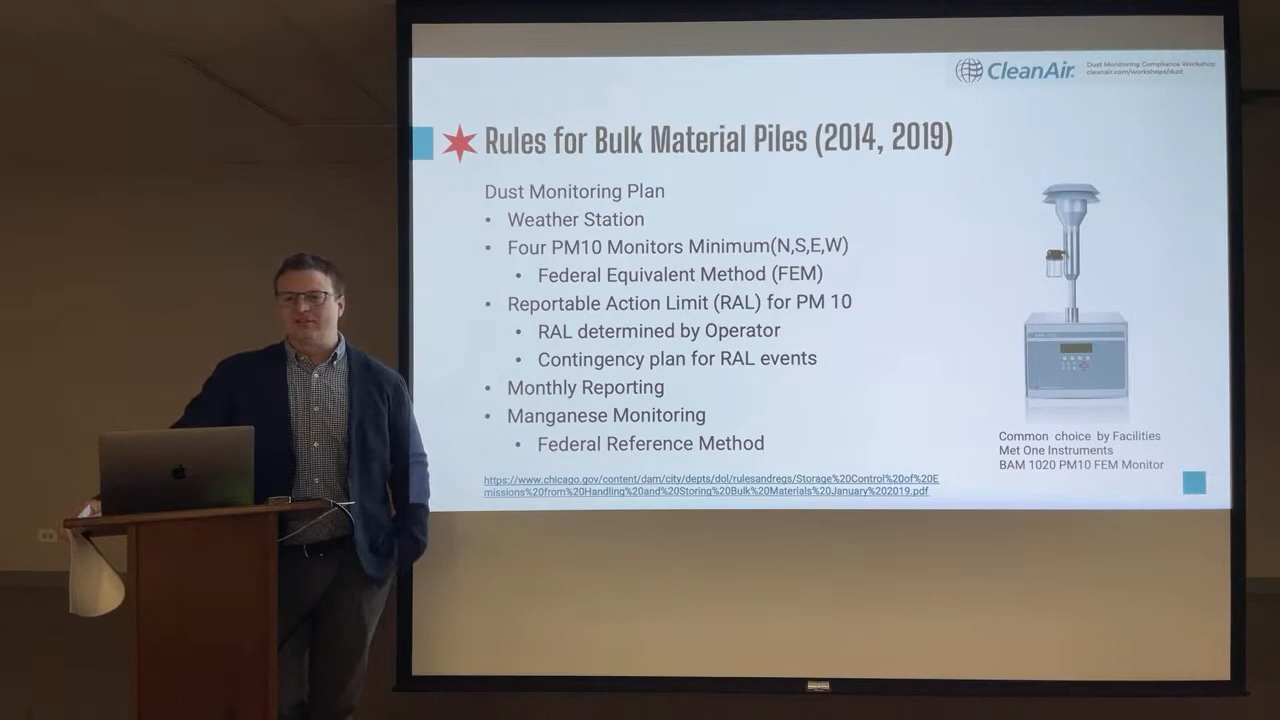 CleanAir.
Dust Monitoring Compliance Workshop
cleanair.com/workshops/dust
Rules for Bulk Material Piles (2014, 2019)
Dust Monitoring Plan
• Weather Station
• Four PM10 Monitors Minimum(N,S,E,W)
• Federal Equivalent Method (FEM)
• Reportable Action Limit (RAL) for PM 10
• RAL determined by Operator
• Contingency plan for RAL events
• Monthly Reporting
• Manganese Monitoring
• Federal Reference Method
https://www.chicago.gov/content/dam/city/depts/dol/rulesandregs/Storage%20Control%20of%20E
missions%20from%20Handling%20and%20Storing%20Bulk%20Materials%20January%202019.pdf
Common choice by Facilities
Met One Instruments
BAM 1020 PM10 FEM Monitor